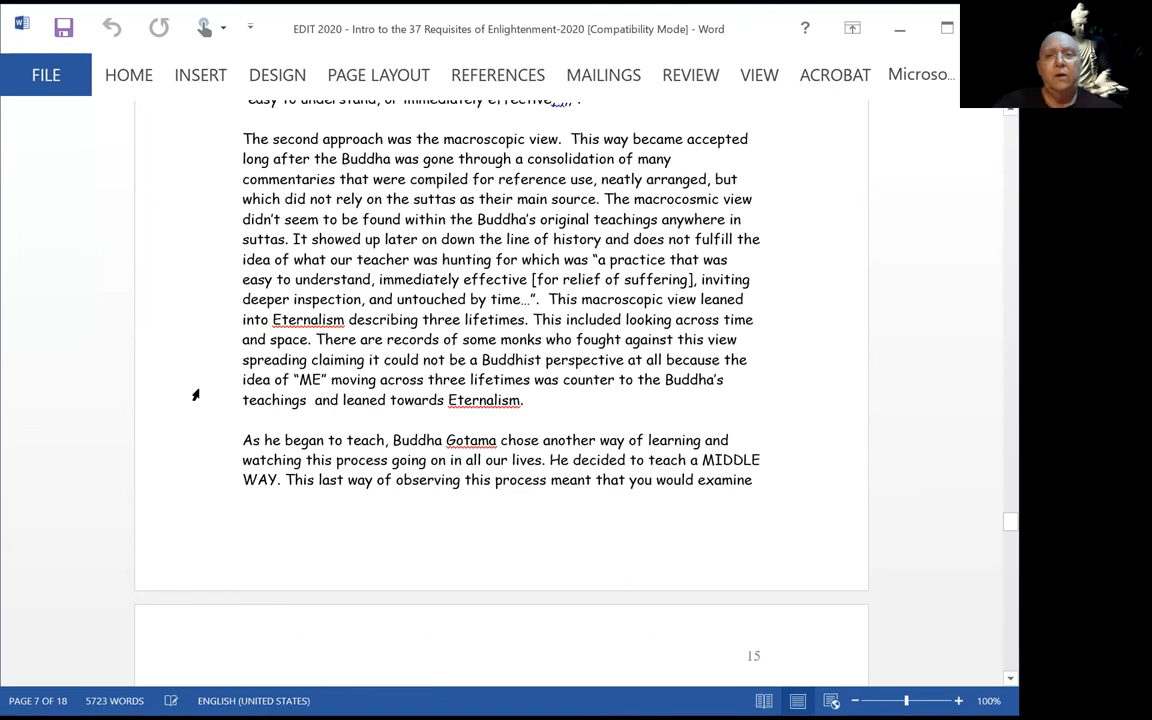 EDIT 2020 - Intro to the 37 Requisites of Enlightenment-2020 [Compatibility Mode] - Word
?
FILE HOME INSERT DESIGN PAGE LAYOUT REFERENCES MAILINGS REVIEW VIEW ACROBAT Microso...
easy to understand, or immediately effective
The second approach was the macroscopic view.  This way became accepted
long after the Buddha was gone through a consolidation of many
commentaries that were compiled for reference use, neatly arranged, but
which did not rely on the suttas as their main source. The macrocosmic view
didn't seem to be found within the Buddha's original teachings anywhere in
suttas. It showed up later on down the line of history and does not fulfill the
idea of what our teacher was hunting for which was “a practice that was
easy to understand, immediately effective [for relief of suffering], inviting
deeper inspection, and untouched by time…”.  This macroscopic view leaned
into Eternalism describing three lifetimes. This included looking across time
and space. There are records of some monks who fought against this view
spreading claiming it could not be a Buddhist perspective at all because the
idea of “ME” moving across three lifetimes was counter to the Buddha's
teachings  and leaned towards Eternalism.
As he began to teach, Buddha Gotama chose another way of learning and
watching this process going on in all our lives. He decided to teach a MIDDLE
WAY. This last way of observing this process meant that you would examine
15
PAGE 7 OF 18 5723 WORDS ENGLISH (UNITED STATES) 100%